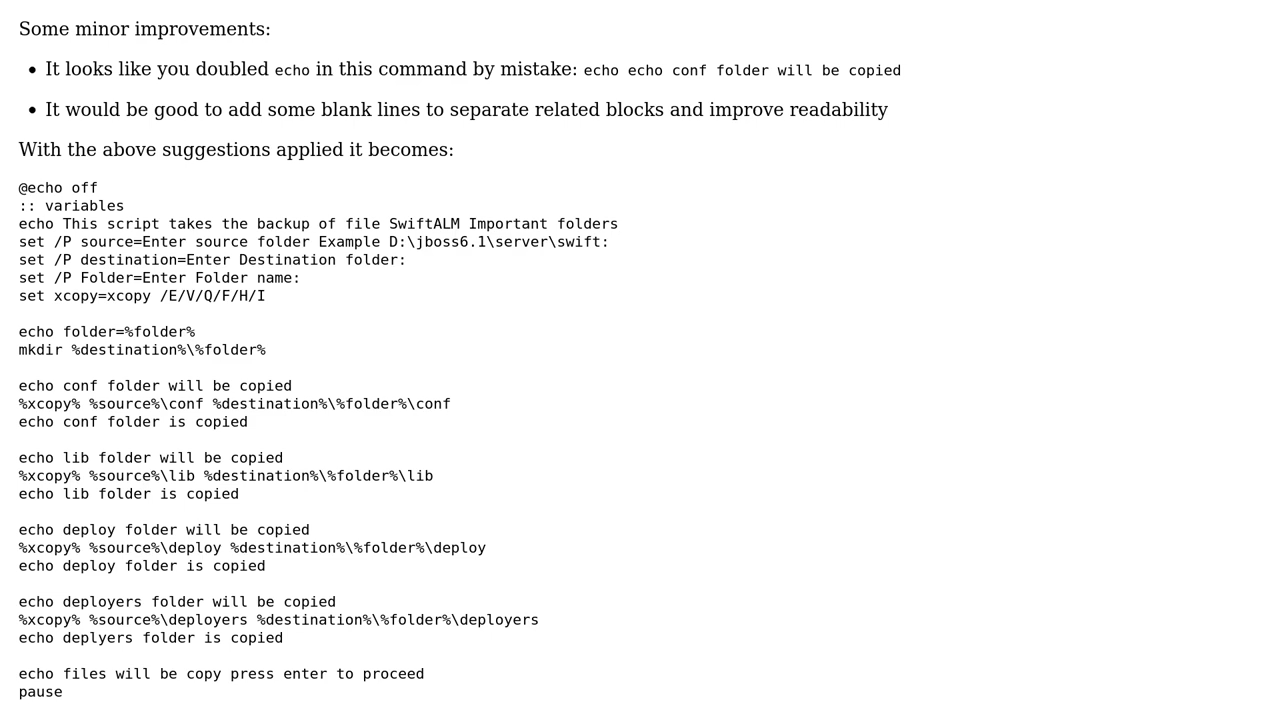 Some minor improvements:
• It looks like you doubled echo in this command by mistake: echo echo conf folder will be copied
• It would be good to add some blank lines to separate related blocks and improve readability
With the above suggestions applied it becomes:
@echo off
:: variables
echo This script takes the backup of file SwiftALM Important folders
set /P source=Enter source folder Example D:\jboss6.1\server\swift:
set /P destination=Enter Destination folder:
set /P Folder=Enter Folder name:
set xcopy=xcopy /E/V/Q/F/H/I
echo folder=%folder%
mkdir %destination%\%folder%
echo conf folder will be copied
%xcopy% %source%\conf %destination%\%folder%\conf
echo conf folder is copied
echo lib folder will be copied
%xcopy% %source%\lib %destination%\%folder%\lib
echo lib folder is copied
echo deploy folder will be copied
%xcopy% %source%\deploy %destination%\%folder%\deploy
echo deploy folder is copied
echo deployers folder will be copied
%xcopy% %source%\deployers %destination%\%folder%\deployers
echo deplyers folder is copied
echo files will be copy press enter to proceed
pause